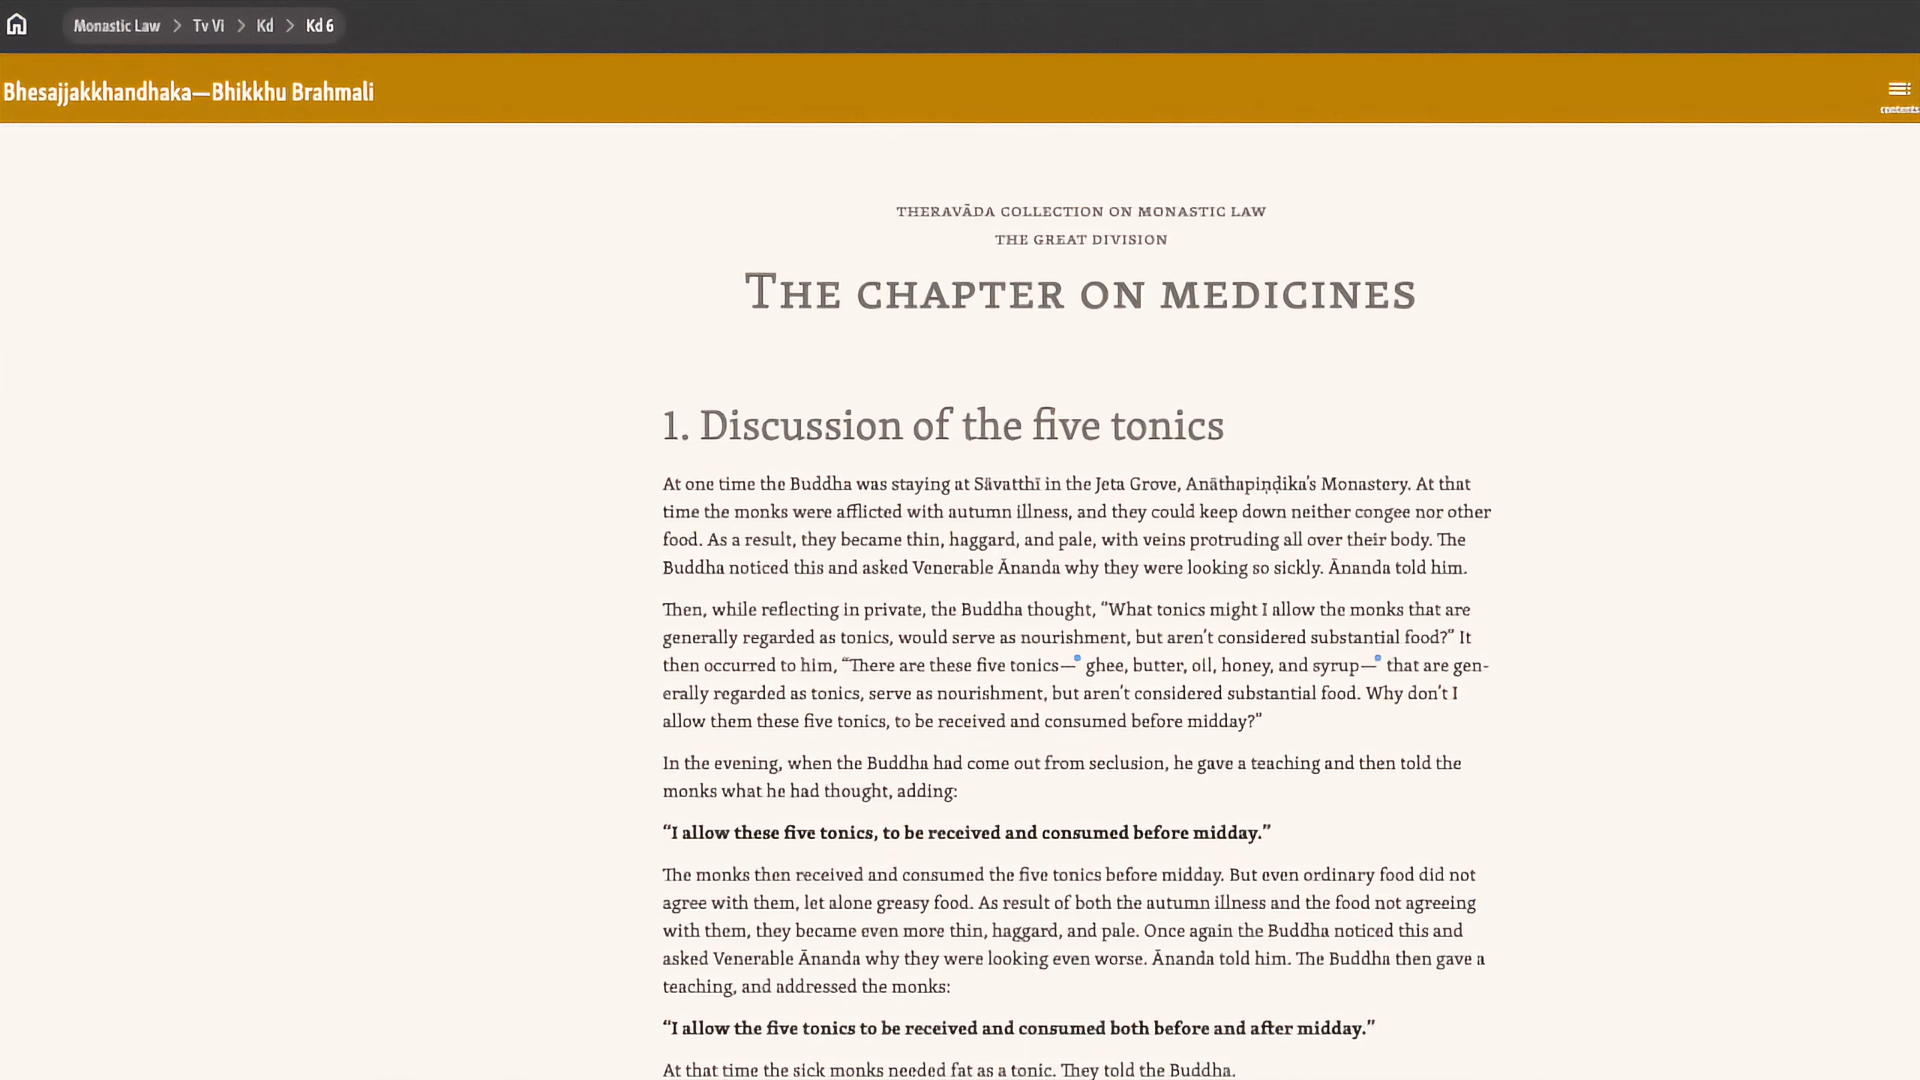 Monastic Law > Tv Vi > Kd > Kd 6
Bhesajjakkhandhaka—Bhikkhu Brahmali
contents
THERAVĀDA COLLECTION ON MONASTIC LAW
THE GREAT DIVISION
THE CHAPTER ON MEDICINES
1. Discussion of the five tonics
At one time the Buddha was staying at Sāvatthī in the Jeta Grove, Anāthapiṇḍika’s Monastery. At that
time the monks were afflicted with autumn illness, and they could keep down neither congee nor other
food. As a result, they became thin, haggard, and pale, with veins protruding all over their body. The
Buddha noticed this and asked Venerable Ānanda why they were looking so sickly. Ānanda told him.
Then, while reflecting in private, the Buddha thought, “What tonics might I allow the monks that are
generally regarded as tonics, would serve as nourishment, but aren’t considered substantial food?” It
then occurred to him, “There are these five tonics— ghee, butter, oil, honey, and syrup— that are gen-
erally regarded as tonics, serve as nourishment, but aren’t considered substantial food. Why don’t I
allow them these five tonics, to be received and consumed before midday?”
In the evening, when the Buddha had come out from seclusion, he gave a teaching and then told the
monks what he had thought, adding:
“I allow these five tonics, to be received and consumed before midday.”
The monks then received and consumed the five tonics before midday. But even ordinary food did not
agree with them, let alone greasy food. As result of both the autumn illness and the food not agreeing
with them, they became even more thin, haggard, and pale. Once again the Buddha noticed this and
asked Venerable Ānanda why they were looking even worse. Ānanda told him. The Buddha then gave a
teaching, and addressed the monks:
“I allow the five tonics to be received and consumed both before and after midday.”
At that time the sick monks needed fat as a tonic. They told the Buddha.